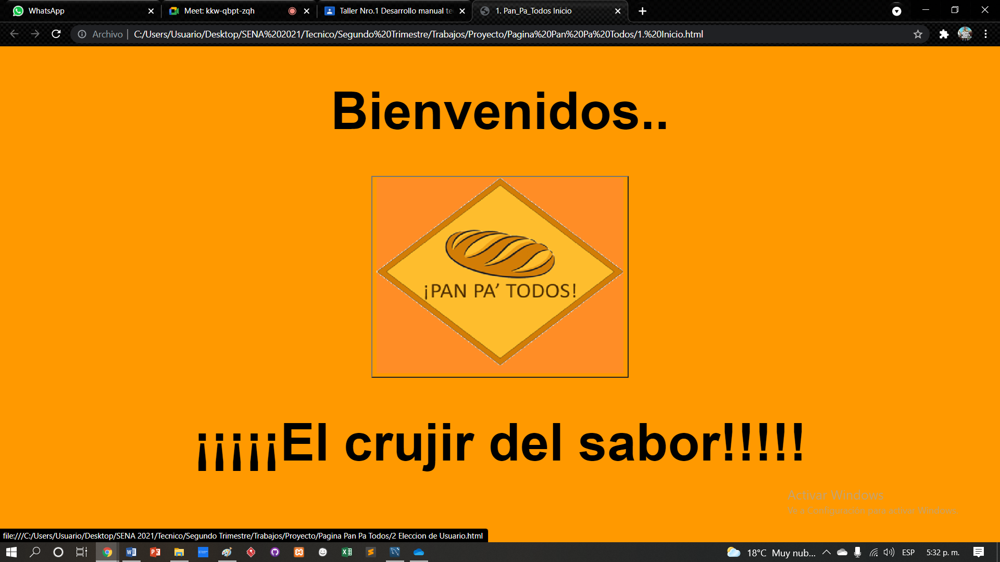 WhatsApp
Meet: kkw-qbpt-zqh
Taller Nro.1 Desarrollo manual te
1. Pan_Pa_Todos Inicio
Archivo
C:/Users/Usuario/Desktop/SENA%202021/Tecnico/Segundo%20Trimestre/Trabajos/Proyecto/Pagina%20Pan%20Pa%20Todos/1.%20Inicio.html
Bienvenidos..
¡PAN PA’ TODOS!
¡¡¡¡¡El crujir del sabor!!!!!
Activar Windows
Ve a Configuración para activar Windows.
file:///C:/Users/Usuario/Desktop/SENA 2021/Tecnico/Segundo Trimestre/Trabajos/Proyecto/Pagina Pan Pa Todos/2 Eleccion de Usuario.html
18°C Muy nub...
ESP
5:32 p. m.